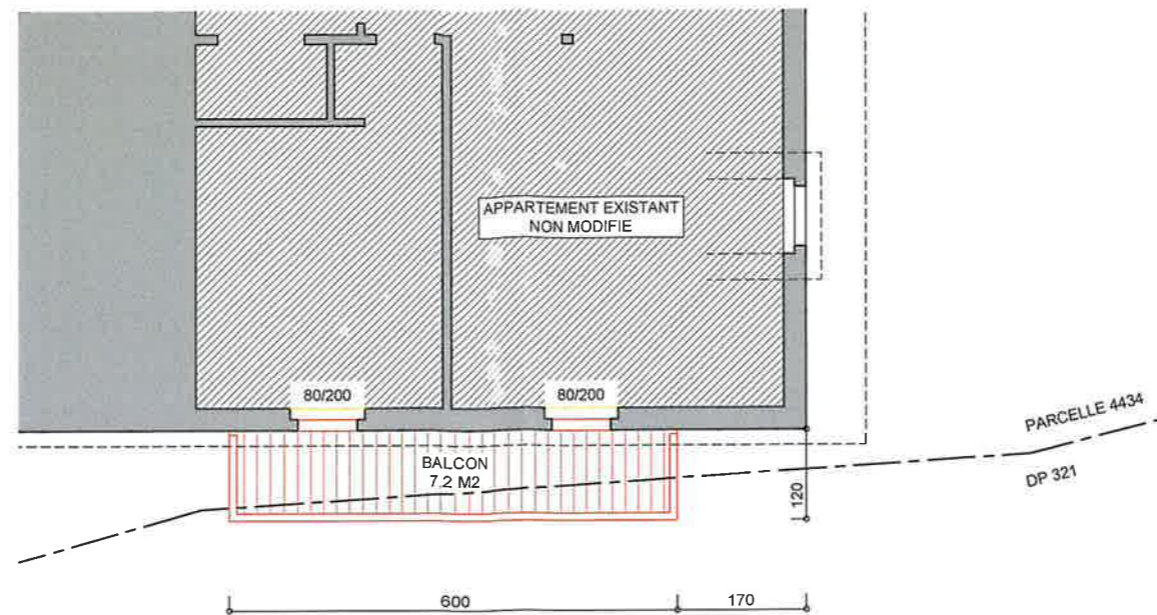 APPARTEMENT EXISTANT
NON MODIFIE
80/200
80/200
PARCELLE 4434
BALCON
7.2 M2
DP 321
120
600
170